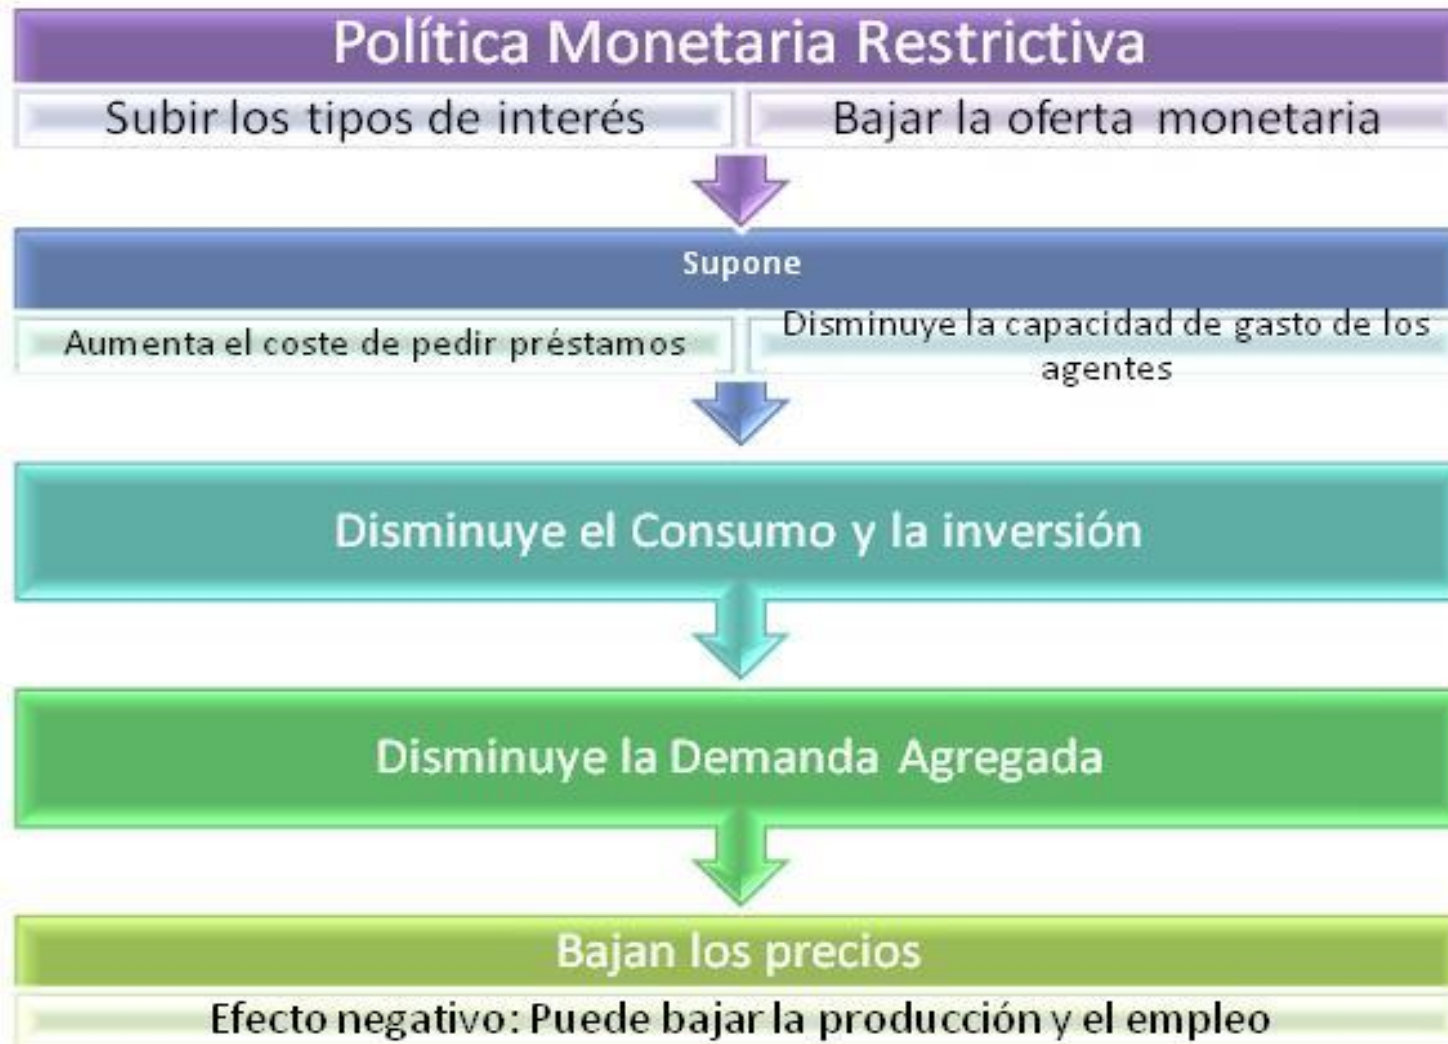 Política Monetaria Restrictiva
Subir los tipos de interés
Bajar la oferta monetaria
Supone
Aumenta el coste de pedir préstamos
Disminuye la capacidad de gasto de los
agentes
Disminuye el Consumo y la inversión
Disminuye la Demanda Agregada
Bajan los precios
Efecto negativo: Puede bajar la producción y el empleo